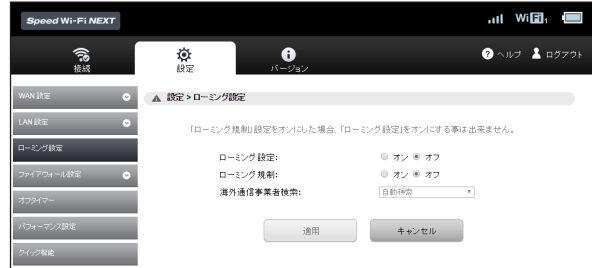 Speed Wi-Fi NEXT
WiFi 1
接続
設定
バージョン
? ヘルプ
ログアウト
WAN 設定
LAN 設定
ローミング設定
ファイアウォール設定
オフタイマー
パフォーマンス設定
クイック機能
設定 > ローミング設定
「ローミング規制」設定をオンにした場合、「ローミング設定」をオンにする事は出来ません。
ローミング設定: オン オフ
ローミング規制: オン オフ
海外通信事業者検索: 自動検索
適用 キャンセル